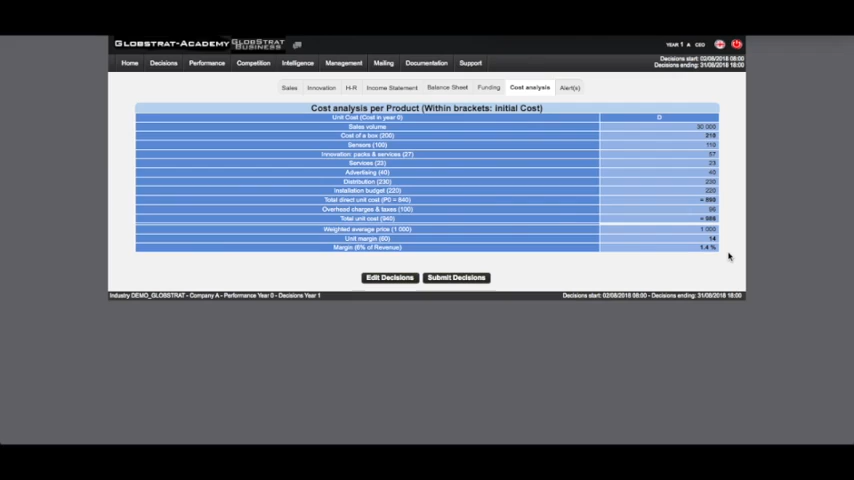 GLOBSTRAT-ACADEMY GLOBSTRAT BUSINESS
YEAR 1 A CEO
Home Decisions Performance Competition Intelligence Management Mailing Documentation Support
Decisions start: 02/08/2018 08:00
Decisions ending: 31/08/2018 18:00
Sales Innovation H-R Income Statement Balance Sheet Funding Cost analysis Alert(s)
Cost analysis per Product (Within brackets: initial Cost)
Unit Cost (Cost in year 0) D
Sales volume 30 000
Cost of a box (200) 210
Sensors (100) 110
Innovation: packs & services (27) 57
Services (23) 23
Advertising (40) 40
Distribution (230) 230
Installation budget (220) 220
Total direct unit cost (P0 = 840) = 890
Overhead charges & taxes (100) 96
Total unit cost (940) = 986
Weighted average price (1 000) 1 000
Unit margin (60) 14
Margin (6% of Revenue) 1.4 %
Edit Decisions Submit Decisions
Industry DEMO_GLOBSTRAT - Company A - Performance Year 0 - Decisions Year 1 Decisions start: 02/08/2018 08:00 - Decisions ending: 31/08/2018 18:00